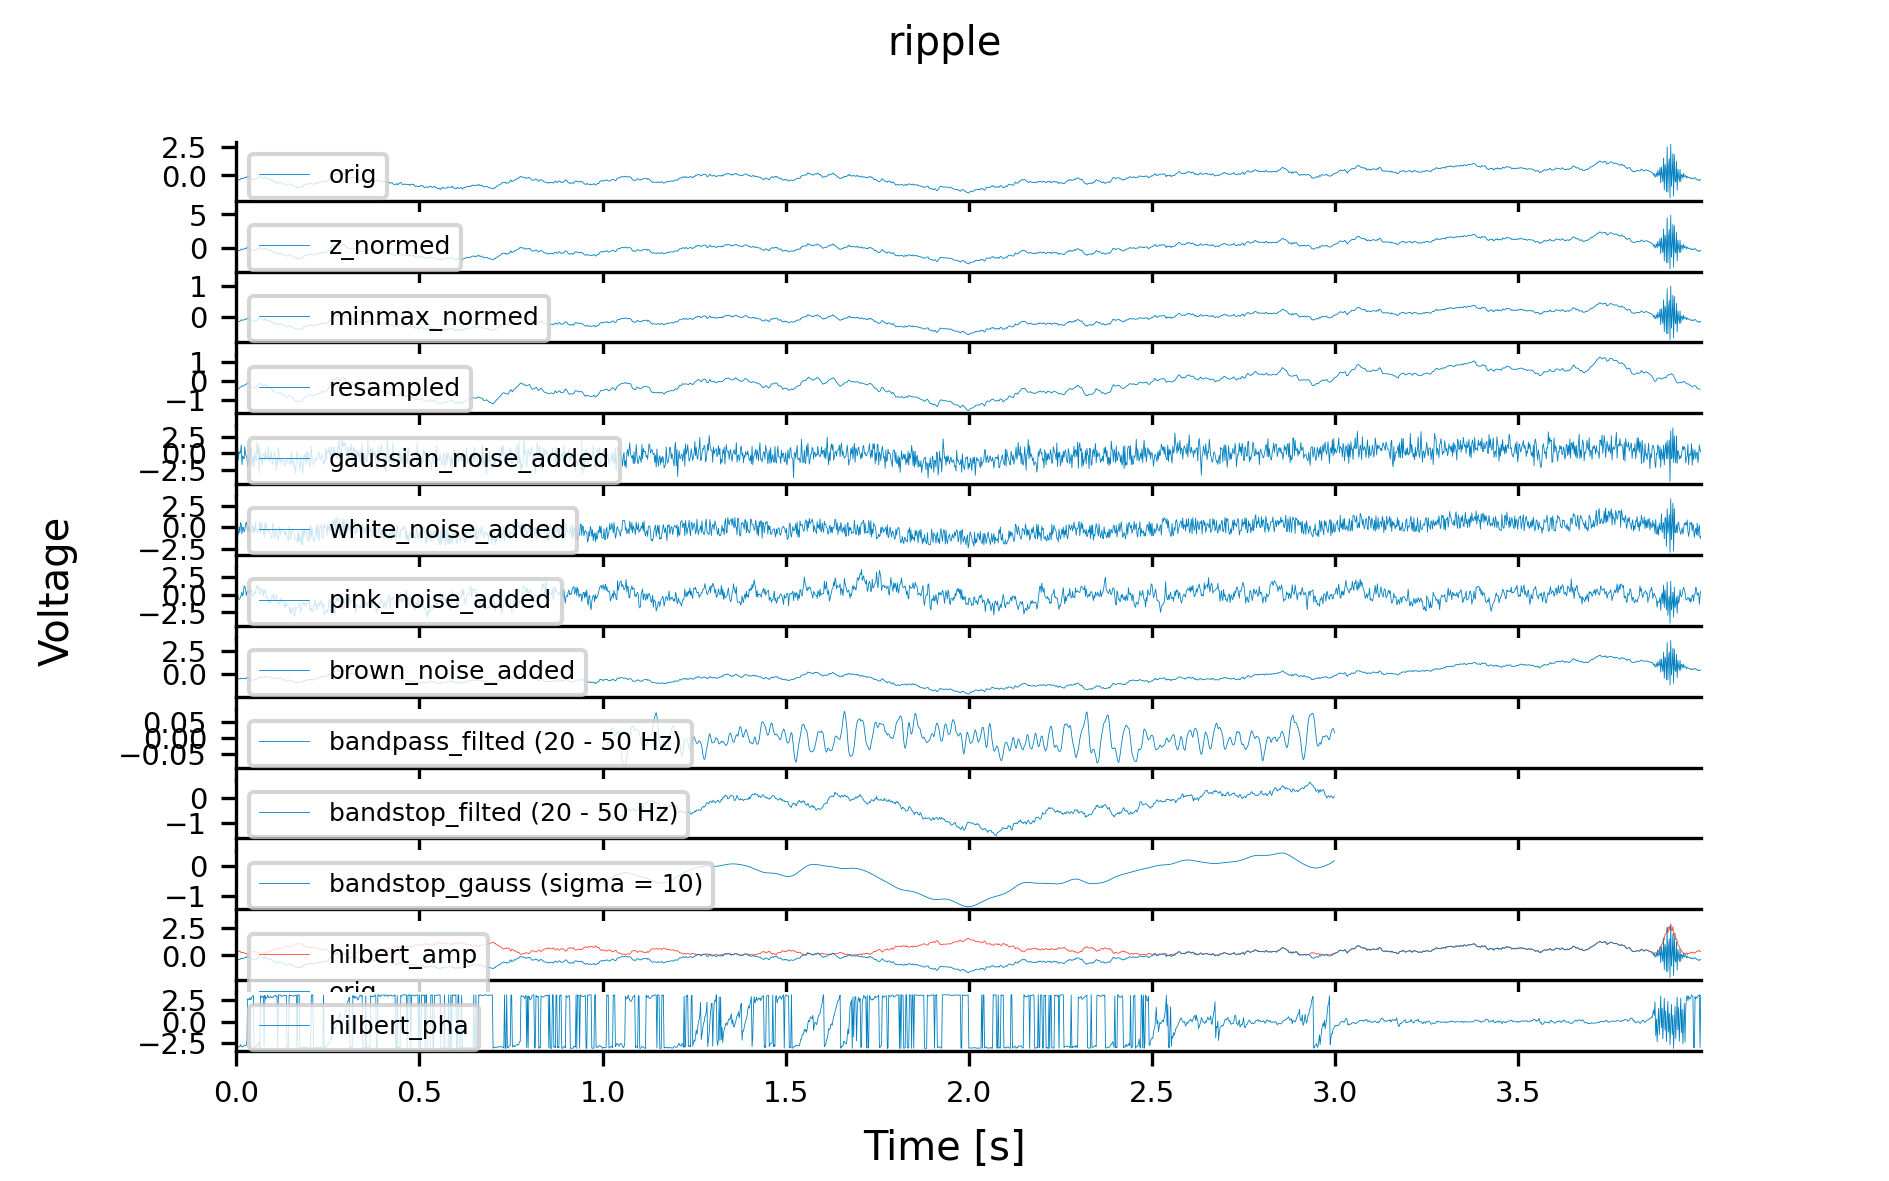 ripple
Voltage
2.5
0.0
orig
5
0
z_normed
1
0
minmax_normed
1
0
−1
resampled
2.5
0.0
−2.5
gaussian_noise_added
2.5
0.0
−2.5
white_noise_added
2.5
0.0
−2.5
pink_noise_added
2.5
0.0
brown_noise_added
0.05
0.00
−0.05
bandpass_filted (20 - 50 Hz)
0
−1
bandstop_filted (20 - 50 Hz)
0
−1
bandstop_gauss (sigma = 10)
2.5
0.0
hilbert_amp
orig
2.5
0.0
−2.5
hilbert_pha
0.0 0.5 1.0 1.5 2.0 2.5 3.0 3.5
Time [s]